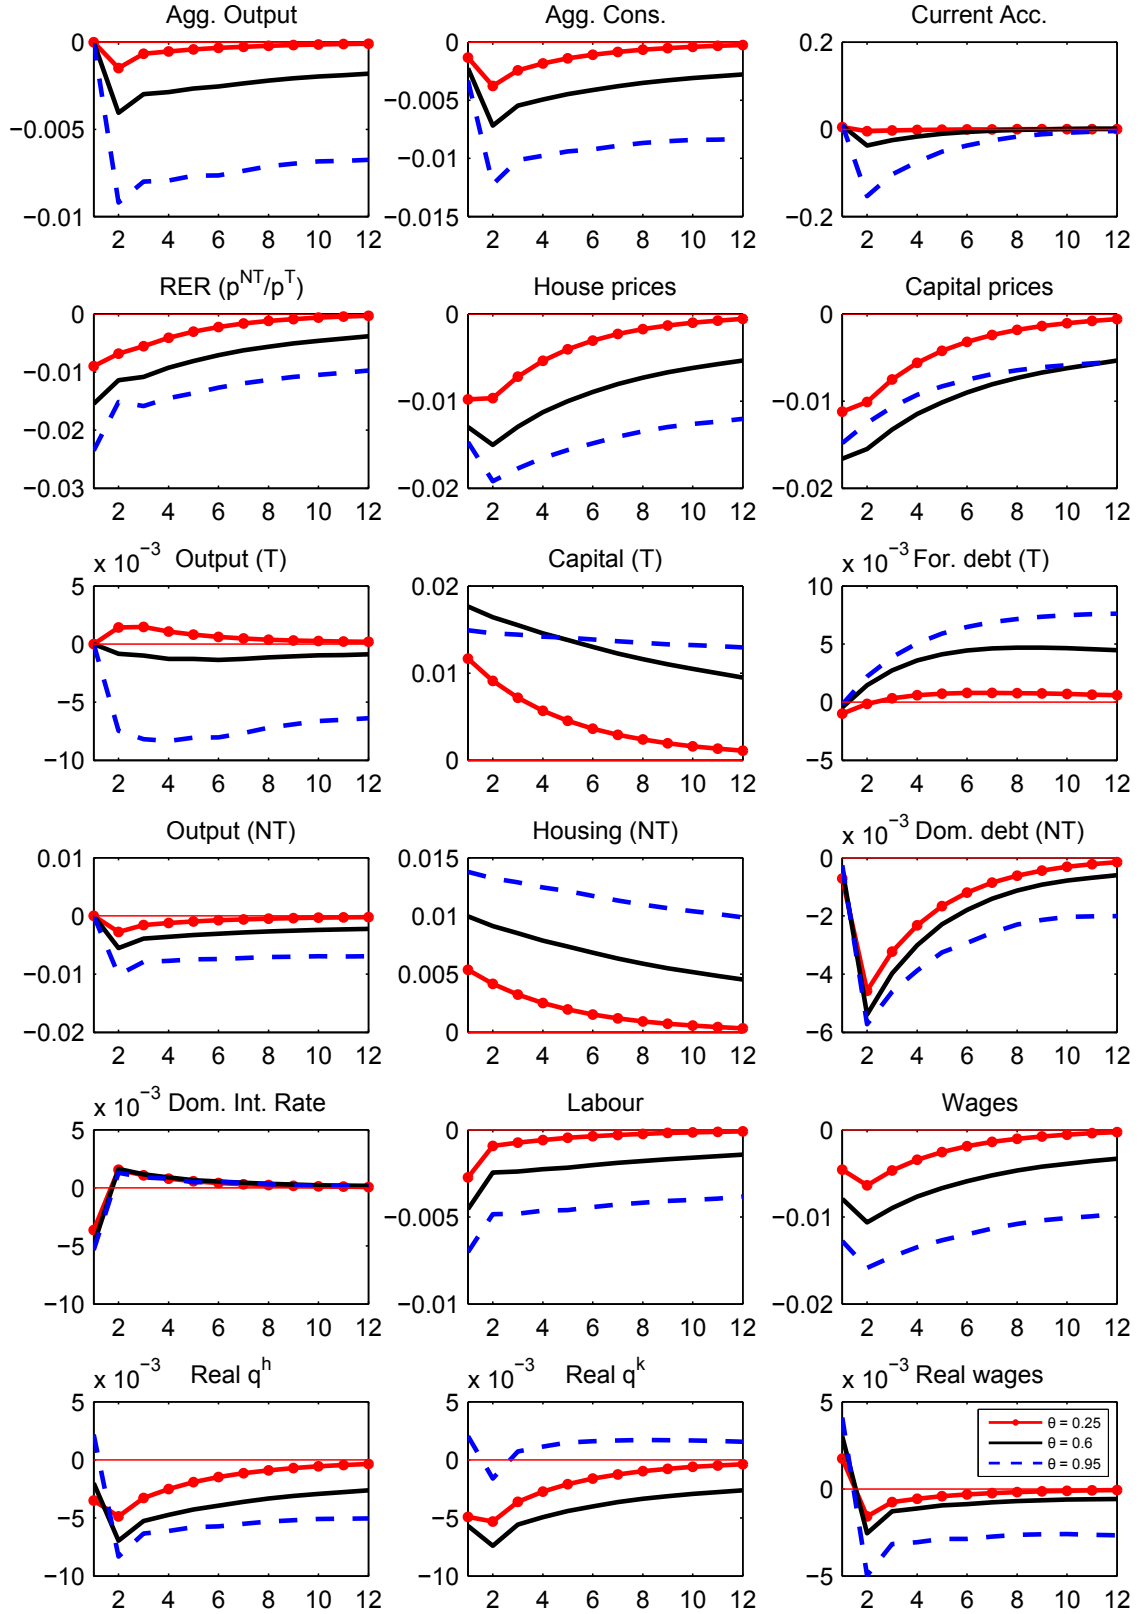 Agg. Output
0
−0.005
−0.01
2 4 6 8 10 12
Agg. Cons.
0
−0.005
−0.01
−0.015
2 4 6 8 10 12
Current Acc.
0.2
0
−0.2
2 4 6 8 10 12
RER (p^NT/p^T)
0
−0.01
−0.02
−0.03
2 4 6 8 10 12
House prices
0
−0.01
−0.02
2 4 6 8 10 12
Capital prices
0
−0.01
−0.02
2 4 6 8 10 12
x 10^−3 Output (T)
5
0
−5
−10
2 4 6 8 10 12
Capital (T)
0.02
0.01
0
2 4 6 8 10 12
x 10^−3 For. debt (T)
10
5
0
−5
2 4 6 8 10 12
Output (NT)
0.01
0
−0.01
−0.02
2 4 6 8 10 12
Housing (NT)
0.015
0.01
0.005
0
2 4 6 8 10 12
x 10^−3 Dom. debt (NT)
0
−2
−4
−6
2 4 6 8 10 12
x 10^−3 Dom. Int. Rate
5
0
−5
−10
2 4 6 8 10 12
Labour
0
−0.005
−0.01
2 4 6 8 10 12
Wages
0
−0.01
−0.02
2 4 6 8 10 12
x 10^−3 Real q^h
5
0
−5
−10
2 4 6 8 10 12
x 10^−3 Real q^k
5
0
−5
−10
2 4 6 8 10 12
x 10^−3 Real wages
5
0
−5
2 4 6 8 10 12
θ = 0.25
θ = 0.6
θ = 0.95